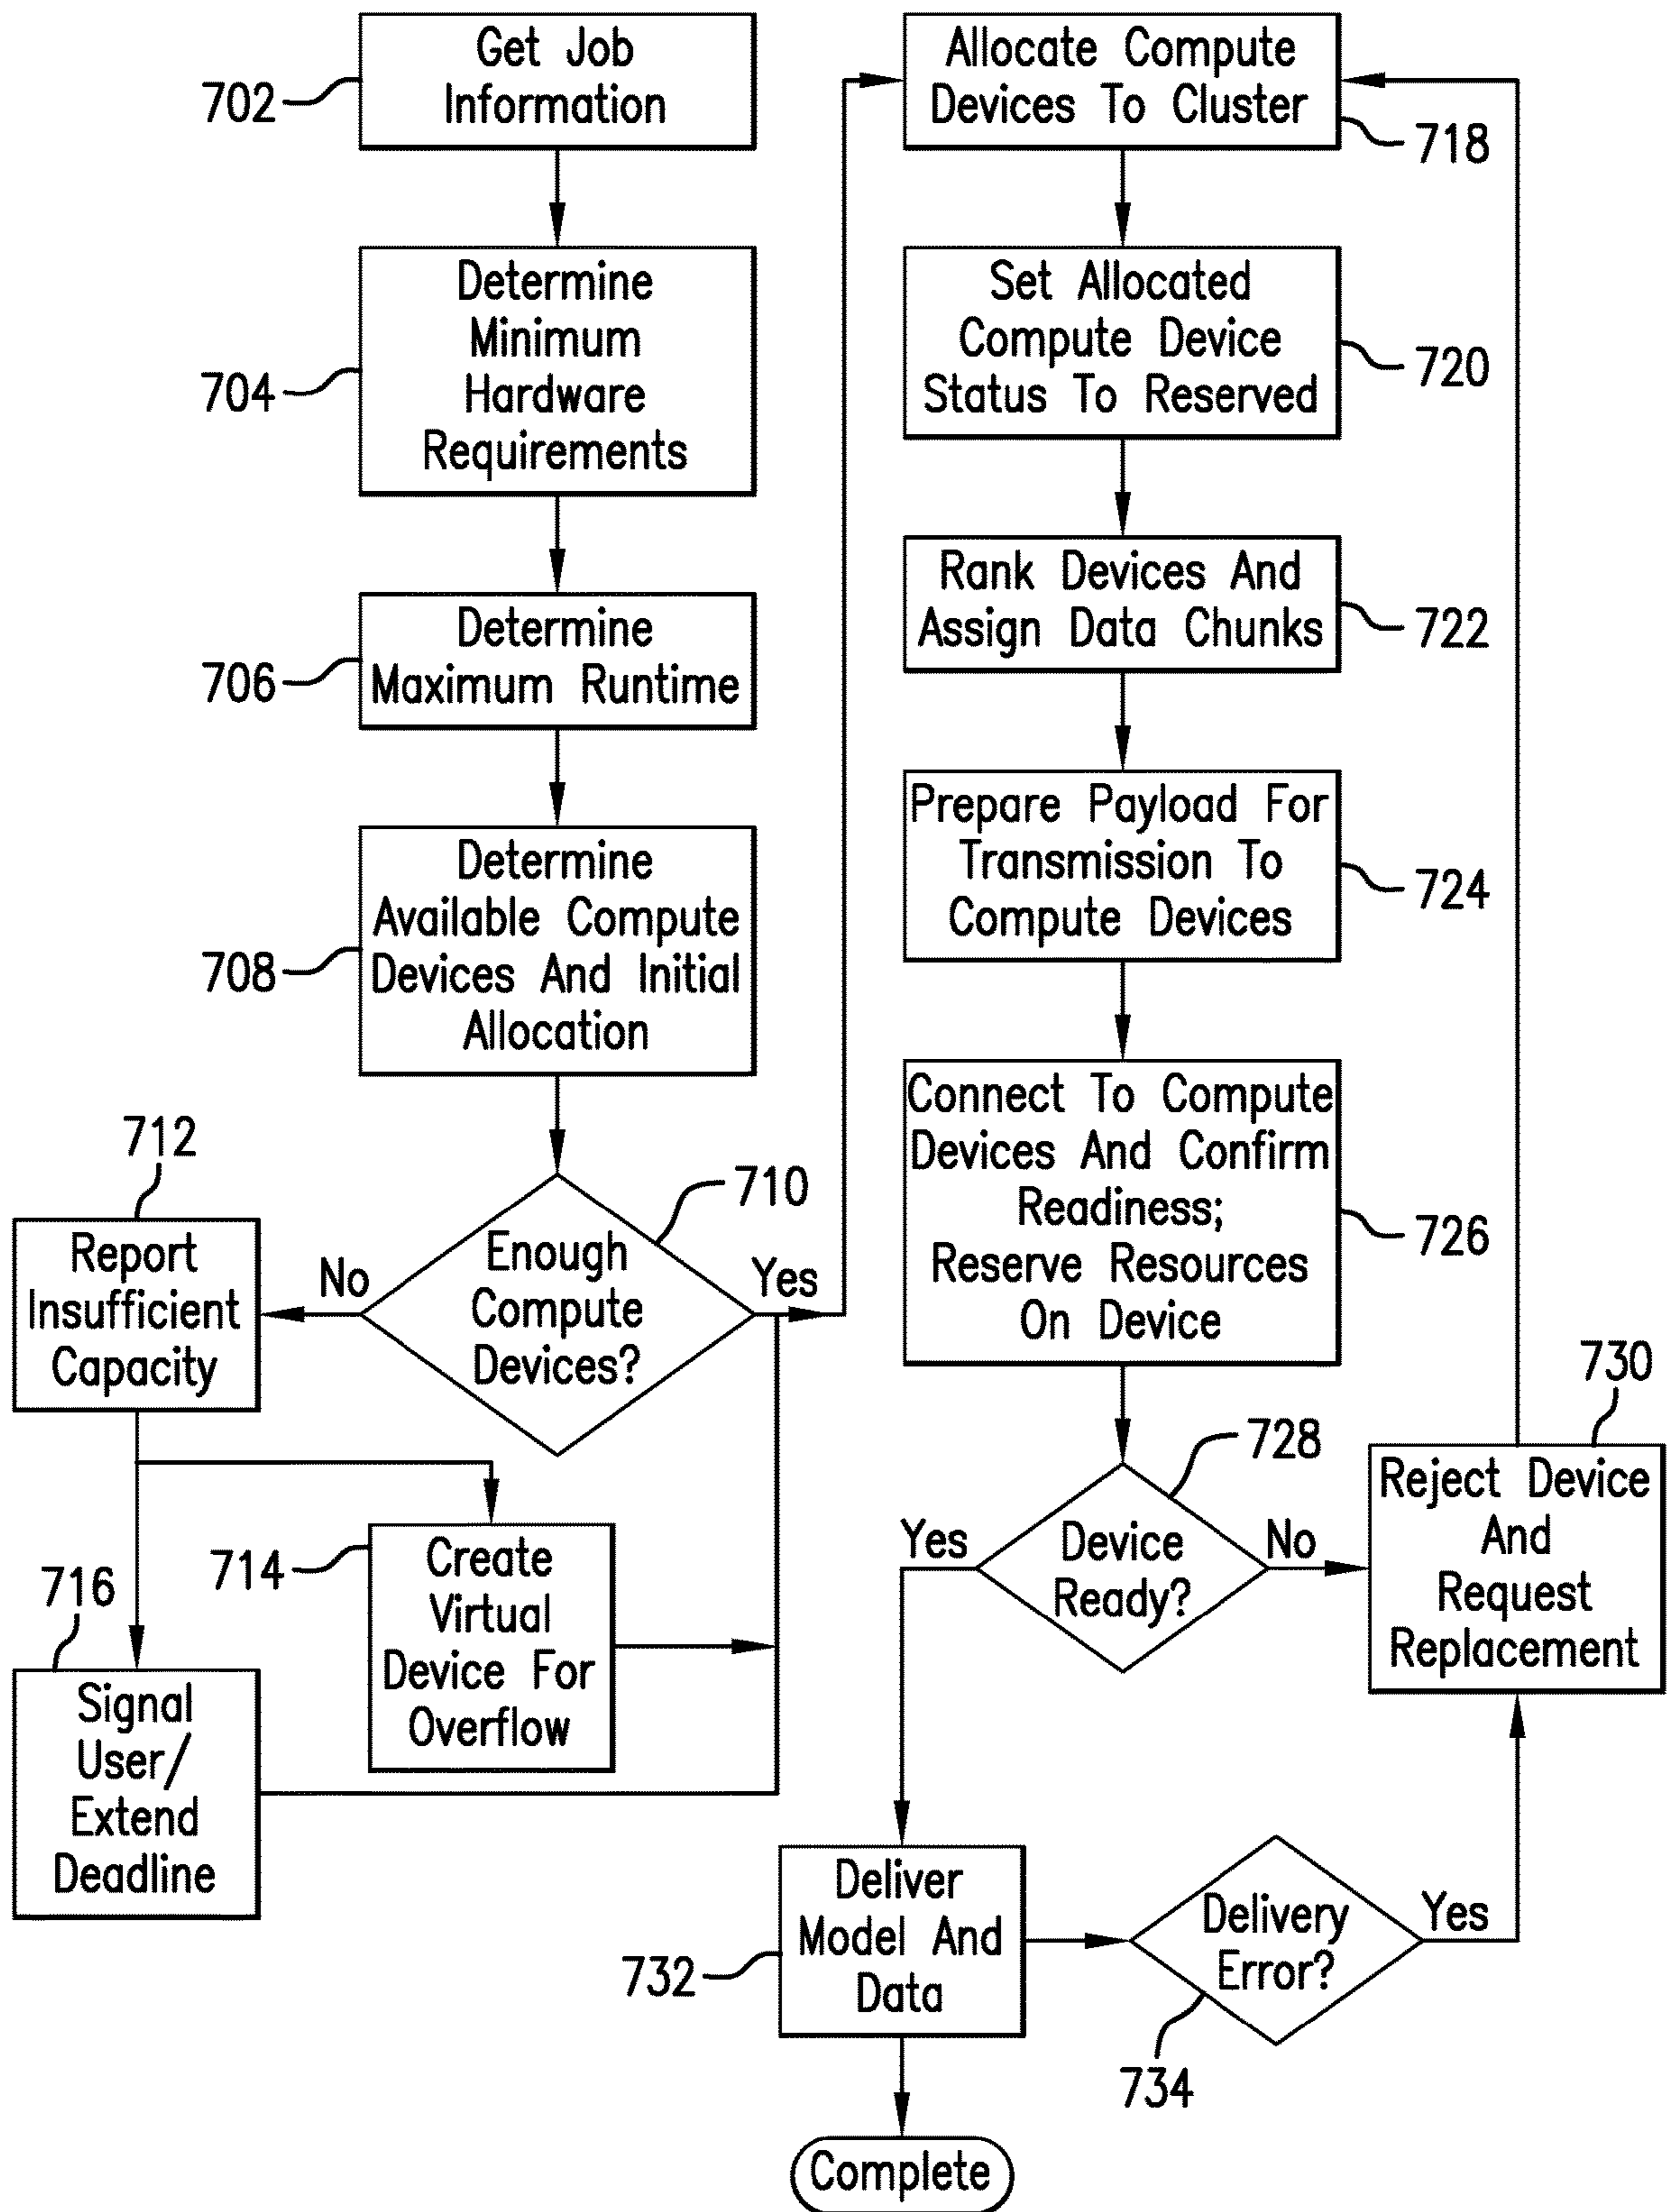 702
Get Job
Information
704
Determine
Minimum
Hardware
Requirements
706
Determine
Maximum Runtime
708
Determine
Available Compute
Devices And Initial
Allocation
710
Enough
Compute
Devices?
No
Yes
712
Report
Insufficient
Capacity
714
Create
Virtual
Device For
Overflow
716
Signal
User/
Extend
Deadline
Allocate Compute
Devices To Cluster
718
Set Allocated
Compute Device
Status To Reserved
720
Rank Devices And
Assign Data Chunks
722
Prepare Payload For
Transmission To
Compute Devices
724
Connect To Compute
Devices And Confirm
Readiness;
Reserve Resources
On Device
726
728
Device
Ready?
Yes
No
730
Reject Device
And
Request
Replacement
732
Deliver
Model And
Data
Delivery
Error?
Yes
734
Complete